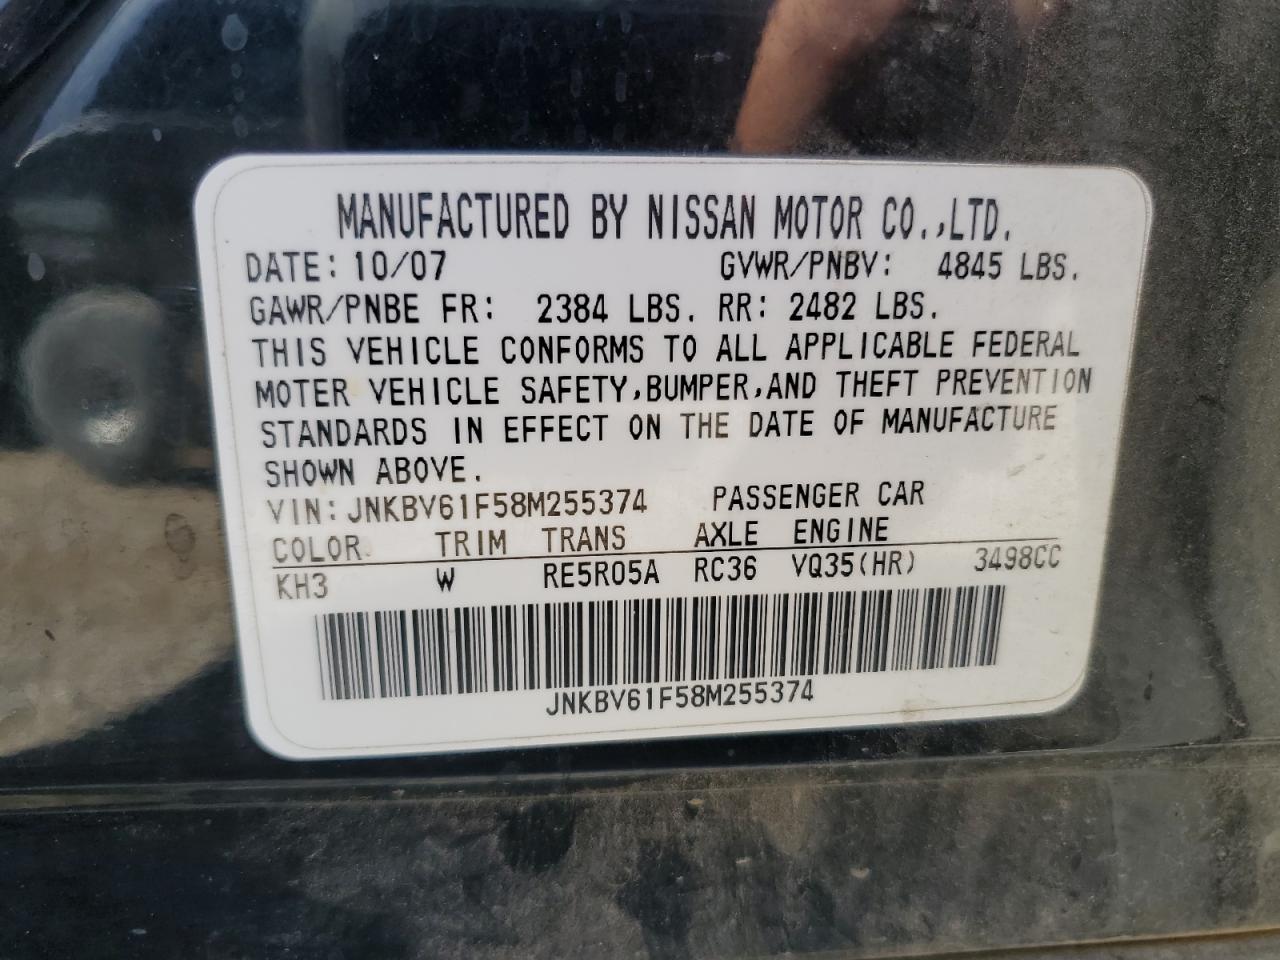 MANUFACTURED BY NISSAN MOTOR CO.,LTD.
DATE: 10/07 GVWR/PNBV: 4845 LBS.
GAWR/PNBE FR: 2384 LBS. RR: 2482 LBS.
THIS VEHICLE CONFORMS TO ALL APPLICABLE FEDERAL
MOTER VEHICLE SAFETY,BUMPER,AND THEFT PREVENTION
STANDARDS IN EFFECT ON THE DATE OF MANUFACTURE
SHOWN ABOVE.
VIN: JNKBV61F58M255374 PASSENGER CAR
COLOR TRIM TRANS AXLE ENGINE
KH3 W RE5R05A RC36 VQ35(HR) 3498CC
JNKBV61F58M255374